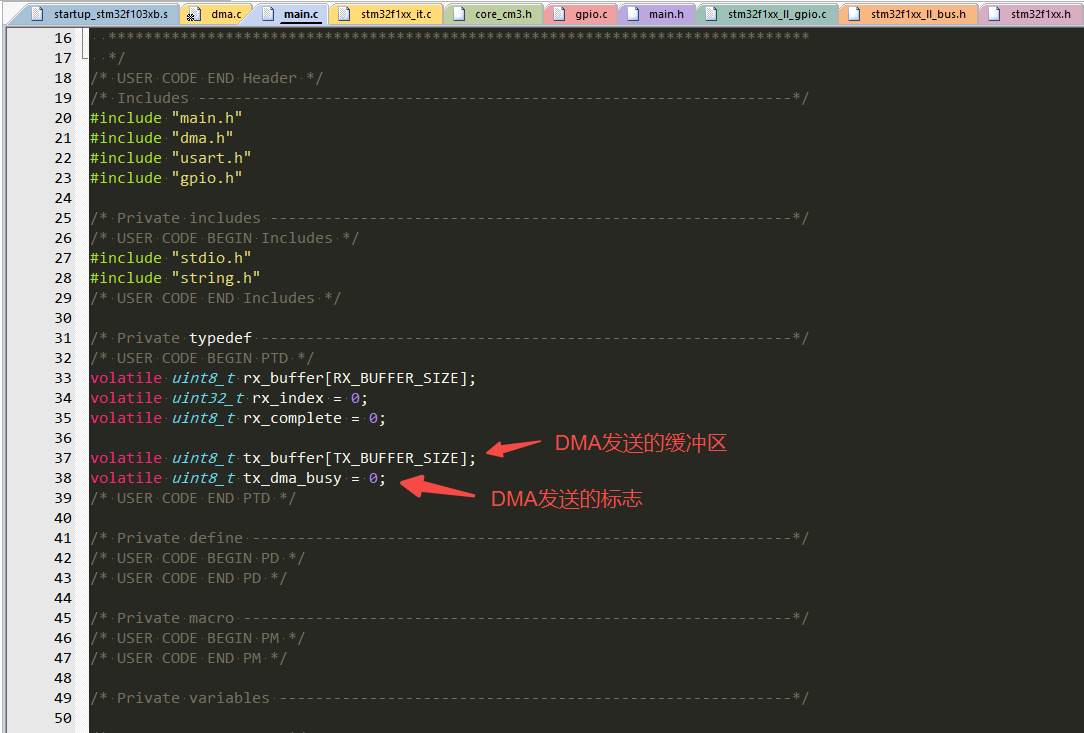 startup_stm32f103xb.s dma.c main.c stm32f1xx_it.c core_cm3.h gpio.c main.h stm32f1xx_ll_gpio.c stm32f1xx_ll_bus.h stm32f1xx.h
16 ******************************************************************************
17 */
18 /* USER CODE END Header */
19 /* Includes ------------------------------------------------------------------*/
20 #include "main.h"
21 #include "dma.h"
22 #include "usart.h"
23 #include "gpio.h"
24
25 /* Private includes ----------------------------------------------------------*/
26 /* USER CODE BEGIN Includes */
27 #include "stdio.h"
28 #include "string.h"
29 /* USER CODE END Includes */
30
31 /* Private typedef -----------------------------------------------------------*/
32 /* USER CODE BEGIN PTD */
33 volatile uint8_t rx_buffer[RX_BUFFER_SIZE];
34 volatile uint32_t rx_index = 0;
35 volatile uint8_t rx_complete = 0;
36
37 volatile uint8_t tx_buffer[TX_BUFFER_SIZE]; DMA发送的缓冲区
38 volatile uint8_t tx_dma_busy = 0; DMA发送的标志
39 /* USER CODE END PTD */
40
41 /* Private define ------------------------------------------------------------*/
42 /* USER CODE BEGIN PD */
43 /* USER CODE END PD */
44
45 /* Private macro -------------------------------------------------------------*/
46 /* USER CODE BEGIN PM */
47 /* USER CODE END PM */
48
49 /* Private variables ---------------------------------------------------------*/
50